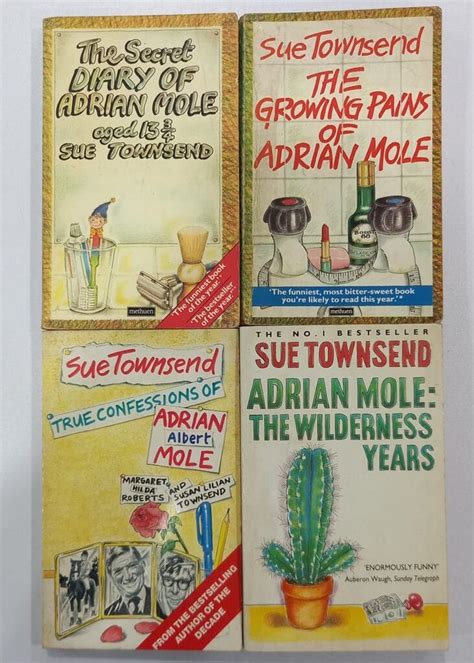 The Secret
DIARY OF
ADRIAN MOLE
aged 13 3/4
SUE TOWNSEND
'The funniest book
of the year.'
'The bestseller
of the year.'
methuen
Sue Townsend
THE
GROWING PAINS
OF
ADRIAN MOLE
'The funniest, most bitter-sweet book
you're likely to read this year.'*
methuen
Sue Townsend
TRUE CONFESSIONS OF
ADRIAN
Albert
MOLE
"MARGARET
HILDA
ROBERTS"
AND
SUSAN LILIAN
TOWNSEND
FROM THE BESTSELLING
AUTHOR OF THE
DECADE
THE NO.1 BESTSELLER
SUE TOWNSEND
ADRIAN MOLE:
THE WILDERNESS
YEARS
'ENORMOUSLY FUNNY'
Auberon Waugh, Sunday Telegraph